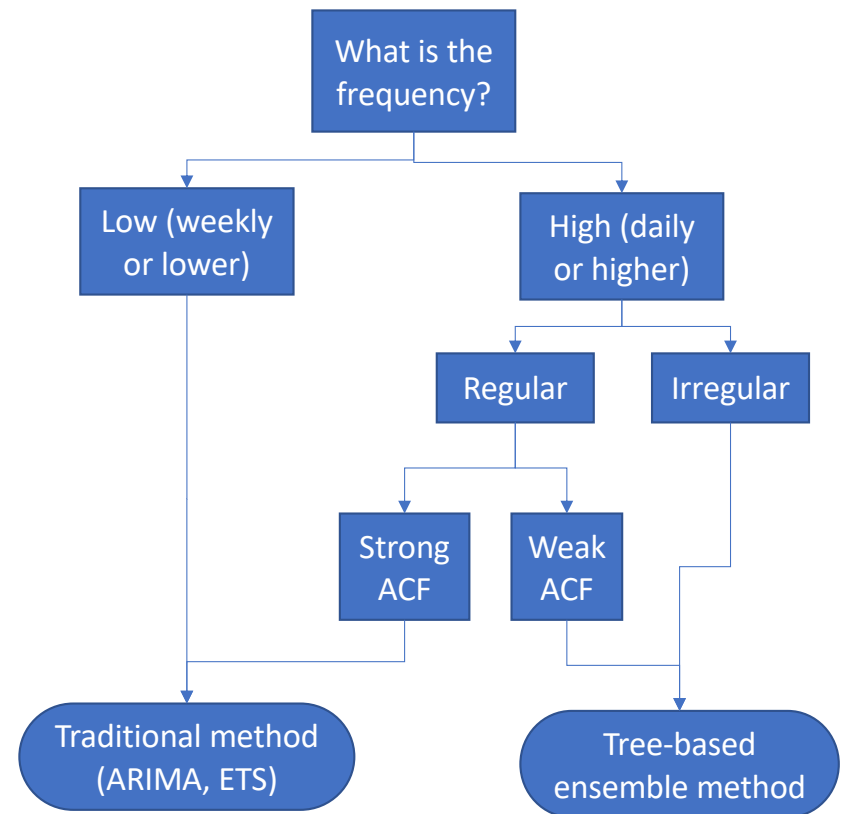 What is the
frequency?
Low (weekly
or lower)
High (daily
or higher)
Regular
Irregular
Strong
ACF
Weak
ACF
Traditional method
(ARIMA, ETS)
Tree-based
ensemble method